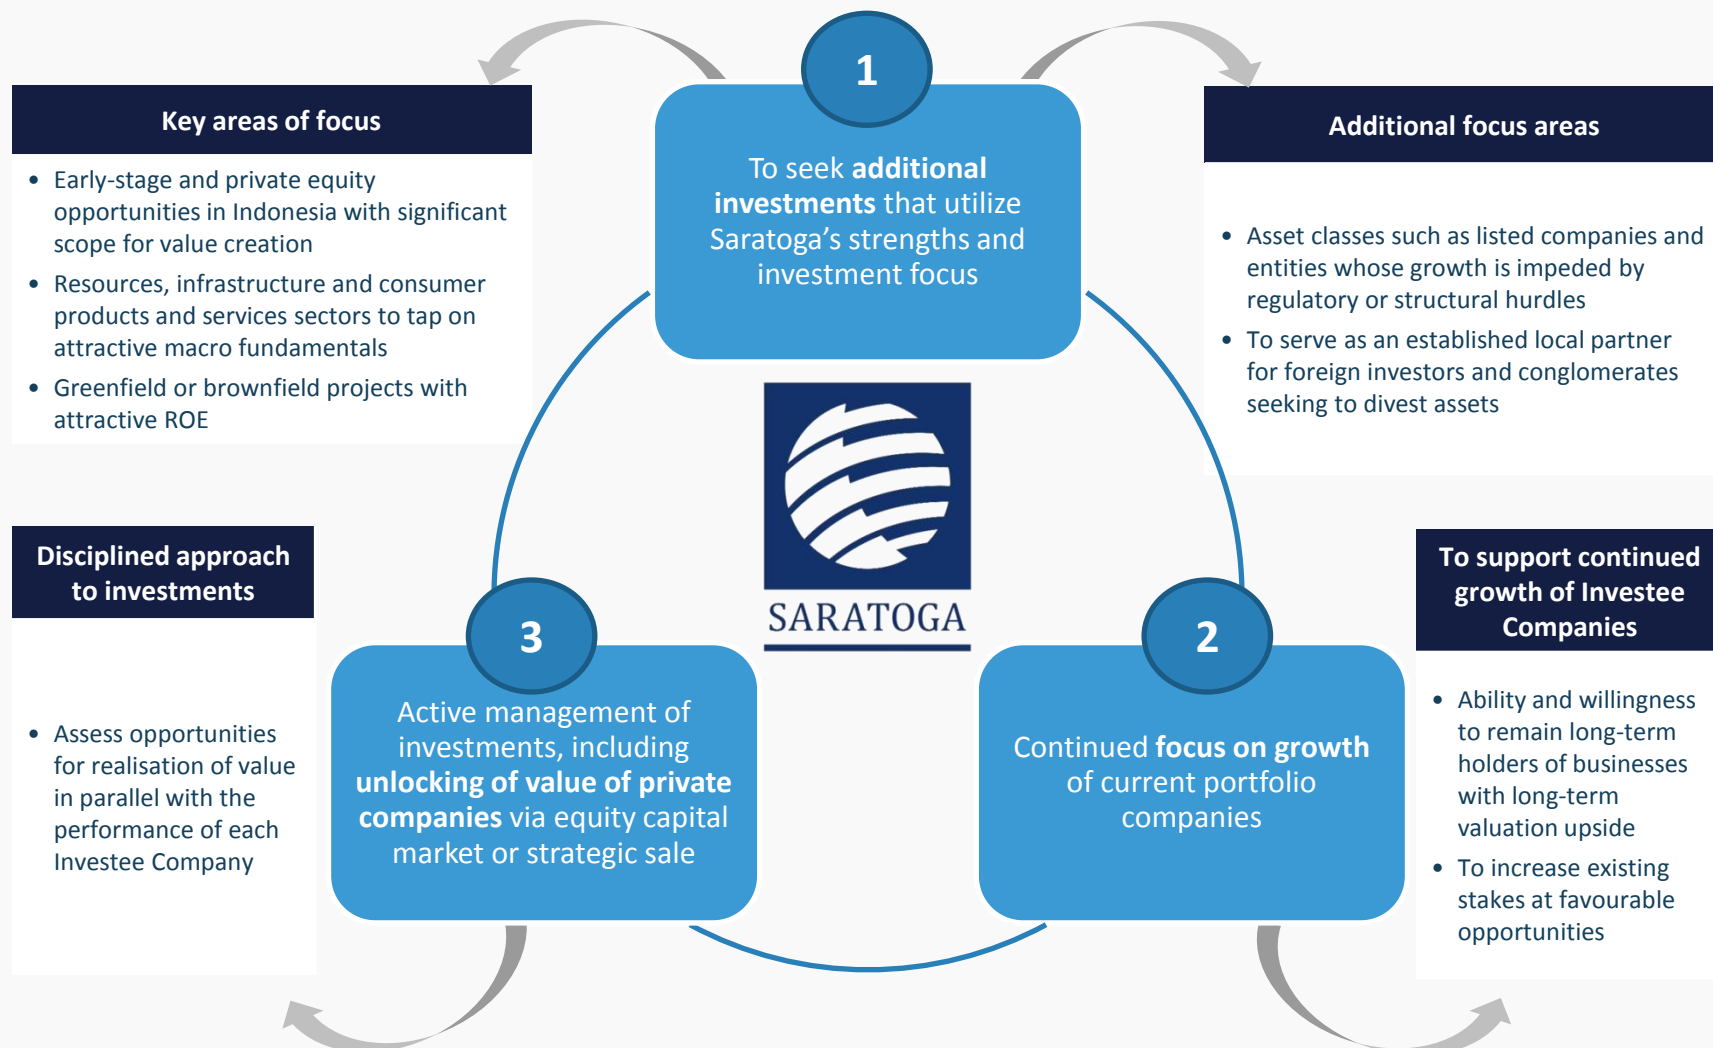 1
To seek additional
investments that utilize
Saratoga’s strengths and
investment focus
Key areas of focus
• Early-stage and private equity
opportunities in Indonesia with significant
scope for value creation
• Resources, infrastructure and consumer
products and services sectors to tap on
attractive macro fundamentals
• Greenfield or brownfield projects with
attractive ROE
Additional focus areas
• Asset classes such as listed companies and
entities whose growth is impeded by
regulatory or structural hurdles
• To serve as an established local partner
for foreign investors and conglomerates
seeking to divest assets
SARATOGA
2
Continued focus on growth
of current portfolio
companies
To support continued
growth of Investee
Companies
• Ability and willingness
to remain long-term
holders of businesses
with long-term
valuation upside
• To increase existing
stakes at favourable
opportunities
3
Active management of
investments, including
unlocking of value of private
companies via equity capital
market or strategic sale
Disciplined approach
to investments
• Assess opportunities
for realisation of value
in parallel with the
performance of each
Investee Company